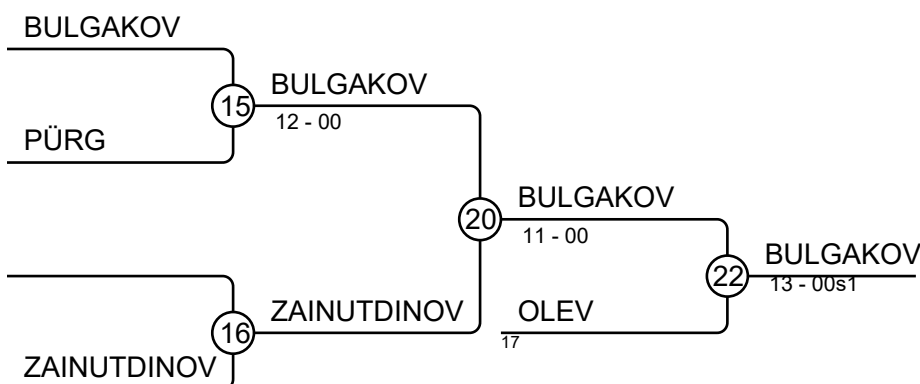 BULGAKOV
15
BULGAKOV
12 - 00
PÜRG
20
BULGAKOV
11 - 00
22
BULGAKOV
13 - 00s1
16
ZAINUTDINOV
OLEV
17
ZAINUTDINOV